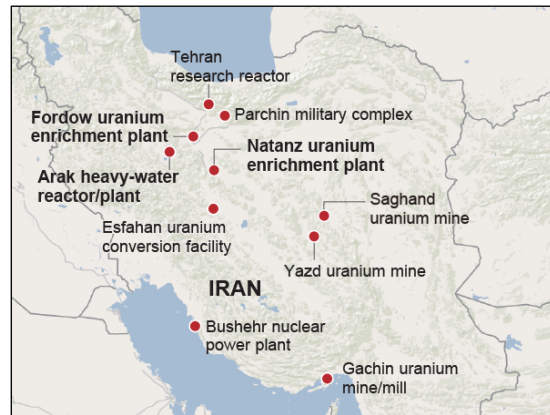 Tehran
research reactor
Parchin military complex
Fordow uranium
enrichment plant
Natanz uranium
enrichment plant
Arak heavy-water
reactor/plant
Saghand
uranium mine
Esfahan uranium
conversion facility
Yazd uranium mine
IRAN
Bushehr nuclear
power plant
Gachin uranium
mine/mill